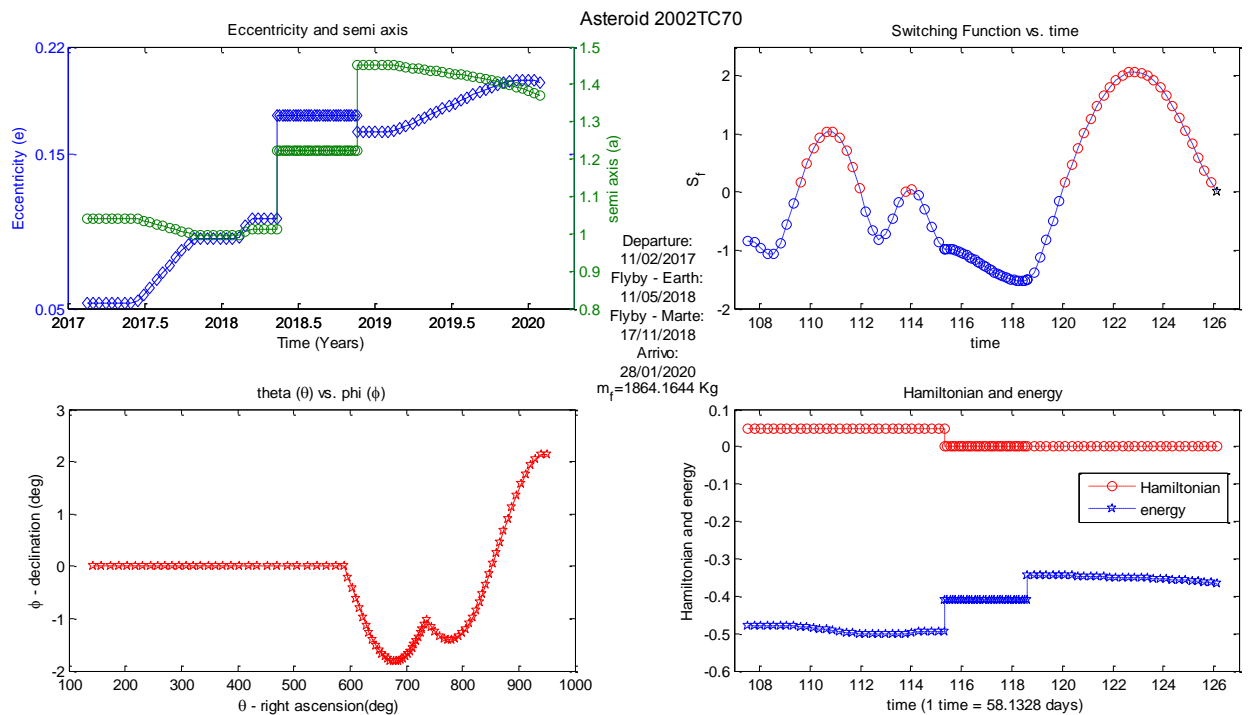 Asteroid 2002TC70
Eccentricity and semi axis
0.22
0.15
0.05
Eccentricity (e)
1.5
1.4
1.3
1.2
1.1
1
0.9
0.8
semi axis (a)
2017 2017.5 2018 2018.5 2019 2019.5 2020
Time (Years)
Switching Function vs. time
2
1
0
-1
-2
S_f
108 110 112 114 116 118 120 122 124 126
time
Departure:
11/02/2017
Flyby - Earth:
11/05/2018
Flyby - Marte:
17/11/2018
Arrivo:
28/01/2020
m_f=1864.1644 Kg
theta (θ) vs. phi (ϕ)
3
2
1
0
-1
-2
ϕ - declination (deg)
100 200 300 400 500 600 700 800 900 1000
θ - right ascension(deg)
Hamiltonian and energy
0.1
0
-0.1
-0.2
-0.3
-0.4
-0.5
-0.6
Hamiltonian and energy
Hamiltonian
energy
108 110 112 114 116 118 120 122 124 126
time (1 time = 58.1328 days)